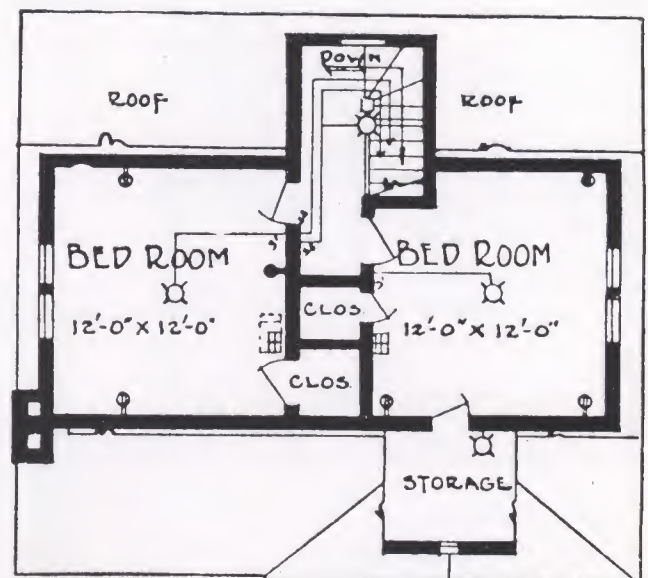 DOWN
ROOF
ROOF
BED ROOM
12'-0" X 12'-0"
BED ROOM
12'-0" X 12'-0"
CLOS.
CLOS.
STORAGE